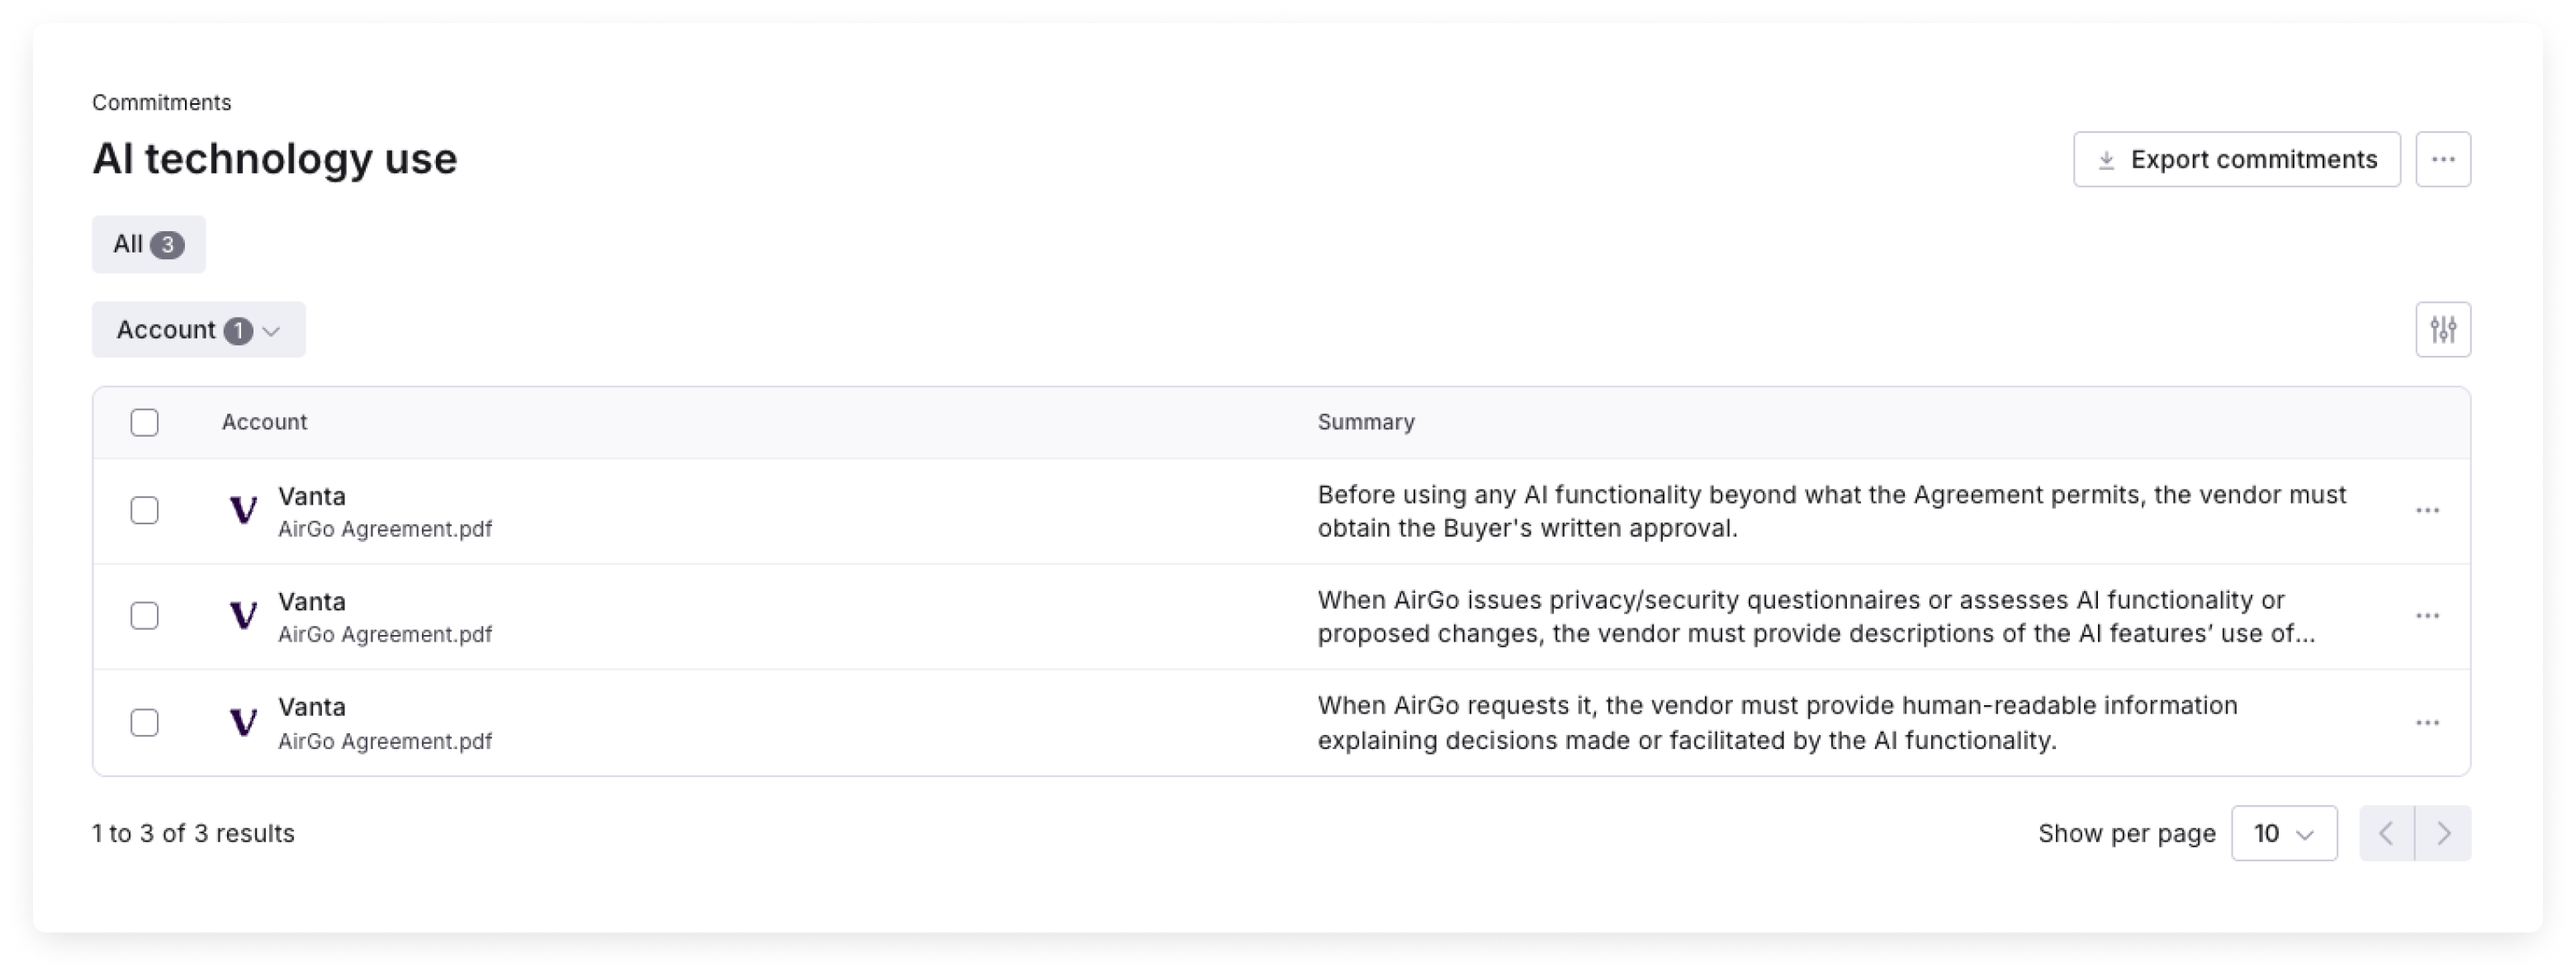 Commitments
AI technology use
Export commitments
All 3
Account 1
Account
Summary
Vanta
AirGo Agreement.pdf
Before using any AI functionality beyond what the Agreement permits, the vendor must
obtain the Buyer's written approval.
Vanta
AirGo Agreement.pdf
When AirGo issues privacy/security questionnaires or assesses AI functionality or
proposed changes, the vendor must provide descriptions of the AI features’ use of...
Vanta
AirGo Agreement.pdf
When AirGo requests it, the vendor must provide human-readable information
explaining decisions made or facilitated by the AI functionality.
1 to 3 of 3 results
Show per page 10